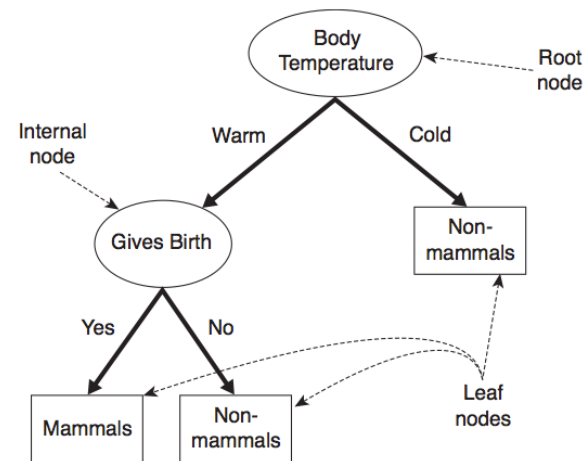 Body
Temperature
Root
node
Internal
node
Warm
Cold
Gives Birth
Non-
mammals
Yes
No
Mammals
Non-
mammals
Leaf
nodes